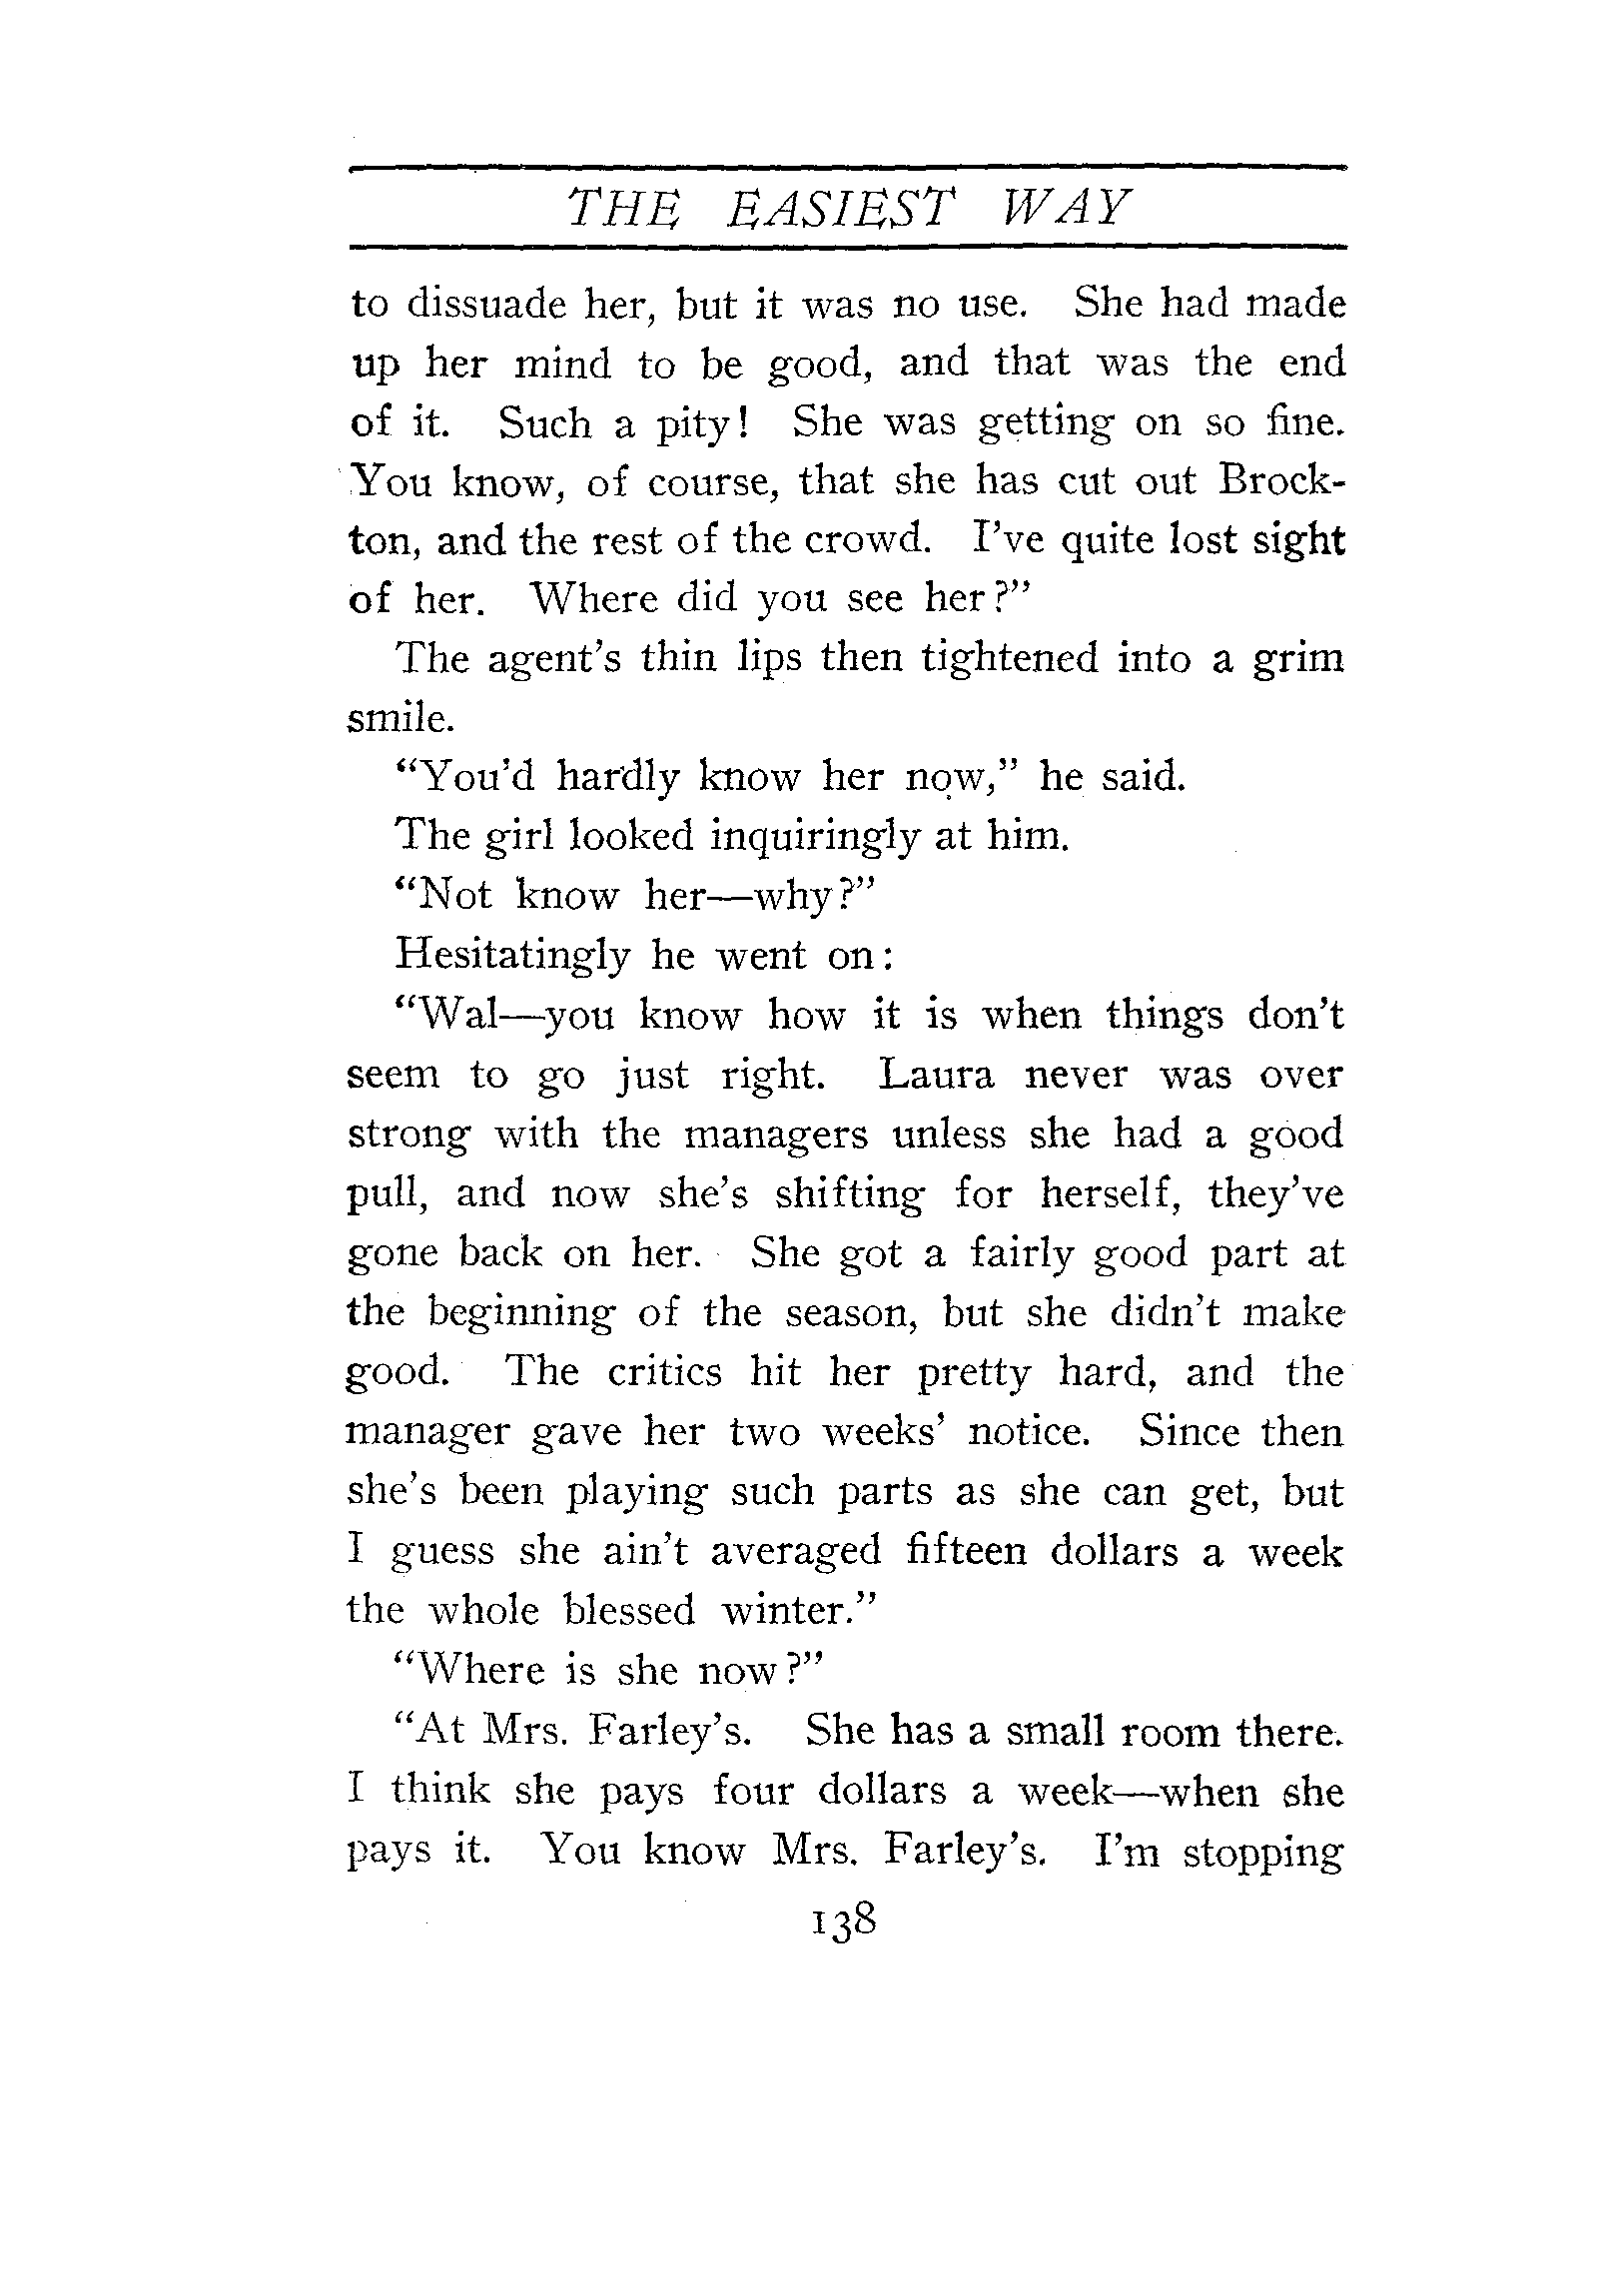 THE EASIEST WAY
to dissuade her, but it was no use. She had made
up her mind to be good, and that was the end
of it. Such a pity! She was getting on so fine.
You know, of course, that she has cut out Brock-
ton, and the rest of the crowd. I've quite lost sight
of her. Where did you see her?"
The agent's thin lips then tightened into a grim
smile.
"You'd hardly know her now," he said.
The girl looked inquiringly at him.
"Not know her—why?"
Hesitatingly he went on:
"Wal—you know how it is when things don't
seem to go just right. Laura never was over
strong with the managers unless she had a good
pull, and now she's shifting for herself, they've
gone back on her. She got a fairly good part at
the beginning of the season, but she didn't make
good. The critics hit her pretty hard, and the
manager gave her two weeks' notice. Since then
she's been playing such parts as she can get, but
I guess she ain't averaged fifteen dollars a week
the whole blessed winter."
"Where is she now?"
"At Mrs. Farley's. She has a small room there.
I think she pays four dollars a week—when she
pays it. You know Mrs. Farley's. I'm stopping
138